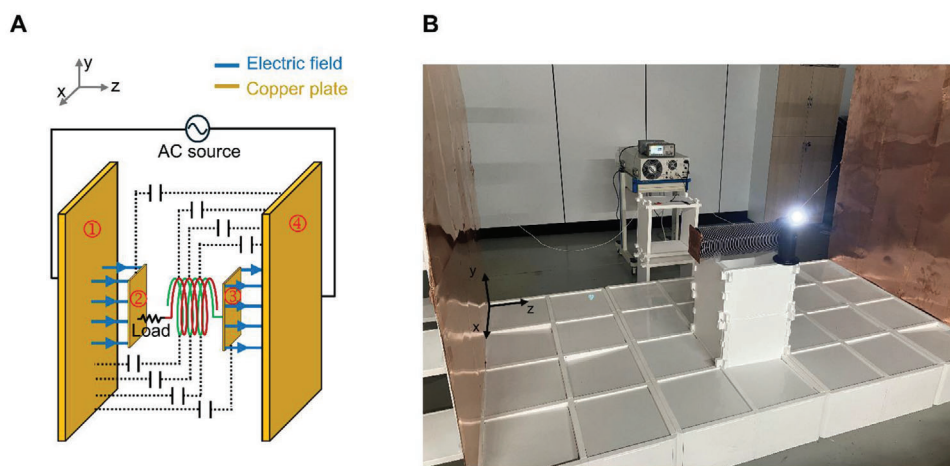 A
B
y
x
z
Electric field
Copper plate
AC source
①
④
②
③
Load
y
z
x